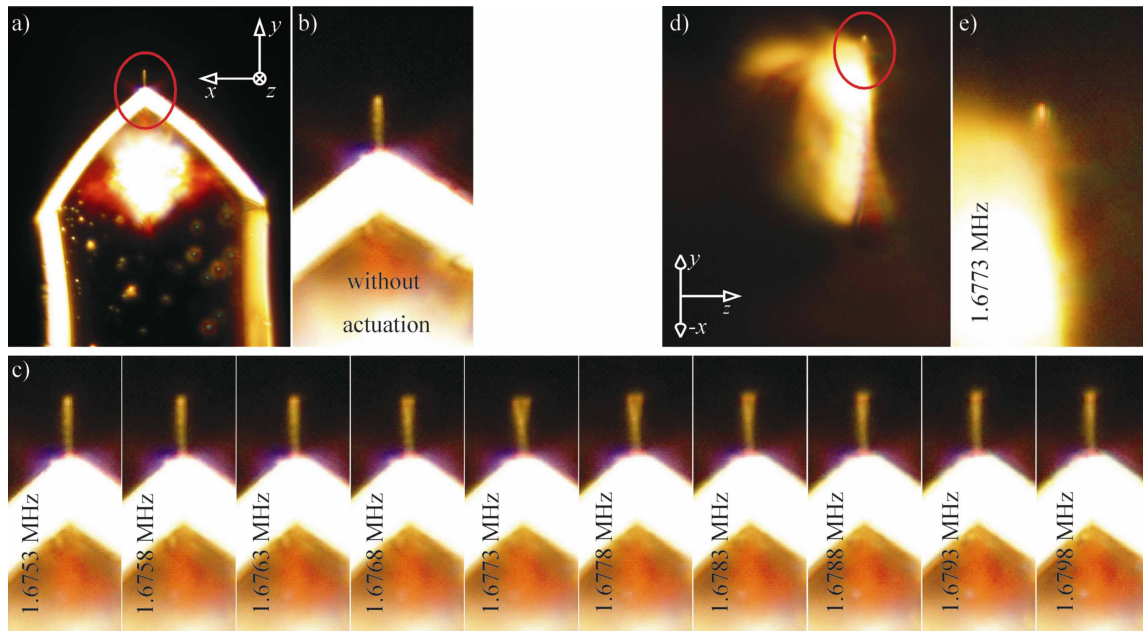 a)
y
x
z
b)
without
actuation
d)
y
z
-x
e)
1.6773 MHz
c)
1.6753 MHz
1.6758 MHz
1.6763 MHz
1.6768 MHz
1.6773 MHz
1.6778 MHz
1.6783 MHz
1.6788 MHz
1.6793 MHz
1.6798 MHz